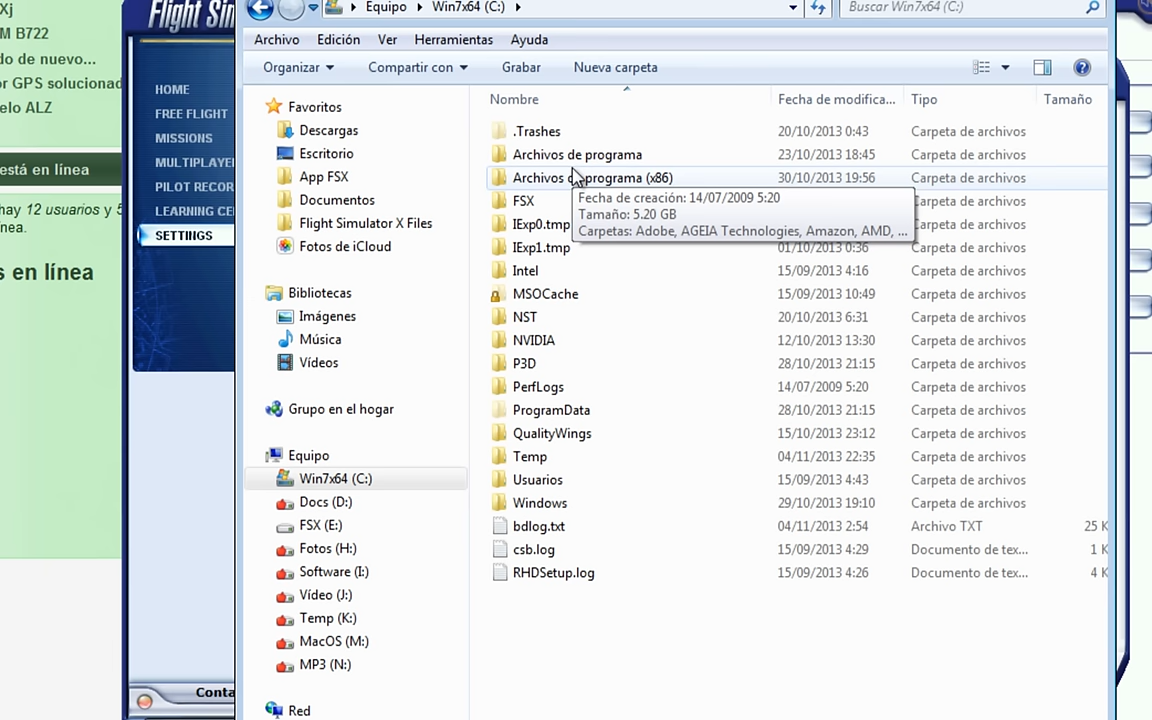 Xj
M B722
do de nuevo...
or GPS solucionad
elo ALZ
está en línea
hay 12 usuarios y 5
nea.
s en línea
Flight Sim
HOME
FREE FLIGHT
MISSIONS
MULTIPLAYE
PILOT RECOR
LEARNING CE
SETTINGS
Conta
Equipo
Win7x64 (C:)
Buscar Win7x64 (C:)
Archivo Edición Ver Herramientas Ayuda
Organizar Compartir con Grabar Nueva carpeta
Favoritos
Descargas
Escritorio
App FSX
Documentos
Flight Simulator X Files
Fotos de iCloud
Bibliotecas
Imágenes
Música
Vídeos
Grupo en el hogar
Equipo
Win7x64 (C:)
Docs (D:)
FSX (E:)
Fotos (H:)
Software (I:)
Vídeo (J:)
Temp (K:)
MacOS (M:)
MP3 (N:)
Red
Nombre Fecha de modifica... Tipo Tamaño
.Trashes 20/10/2013 0:43 Carpeta de archivos
Archivos de programa 23/10/2013 18:45 Carpeta de archivos
Archivos de programa (x86) 30/10/2013 19:56 Carpeta de archivos
FSX Carpeta de archivos
IExp0.tmp Carpeta de archivos
IExp1.tmp 01/10/2013 0:36 Carpeta de archivos
Fecha de creación: 14/07/2009 5:20
Tamaño: 5.20 GB
Carpetas: Adobe, AGEIA Technologies, Amazon, AMD, ...
Intel 15/09/2013 4:16 Carpeta de archivos
MSOCache 15/09/2013 10:49 Carpeta de archivos
NST 20/10/2013 6:31 Carpeta de archivos
NVIDIA 12/10/2013 13:30 Carpeta de archivos
P3D 28/10/2013 21:15 Carpeta de archivos
PerfLogs 14/07/2009 5:20 Carpeta de archivos
ProgramData 28/10/2013 21:15 Carpeta de archivos
QualityWings 15/10/2013 23:12 Carpeta de archivos
Temp 04/11/2013 22:35 Carpeta de archivos
Usuarios 15/09/2013 4:43 Carpeta de archivos
Windows 29/10/2013 19:10 Carpeta de archivos
bdlog.txt 04/11/2013 2:54 Archivo TXT 25 K
csb.log 15/09/2013 4:29 Documento de tex... 1 K
RHDSetup.log 15/09/2013 4:26 Documento de tex... 4 K